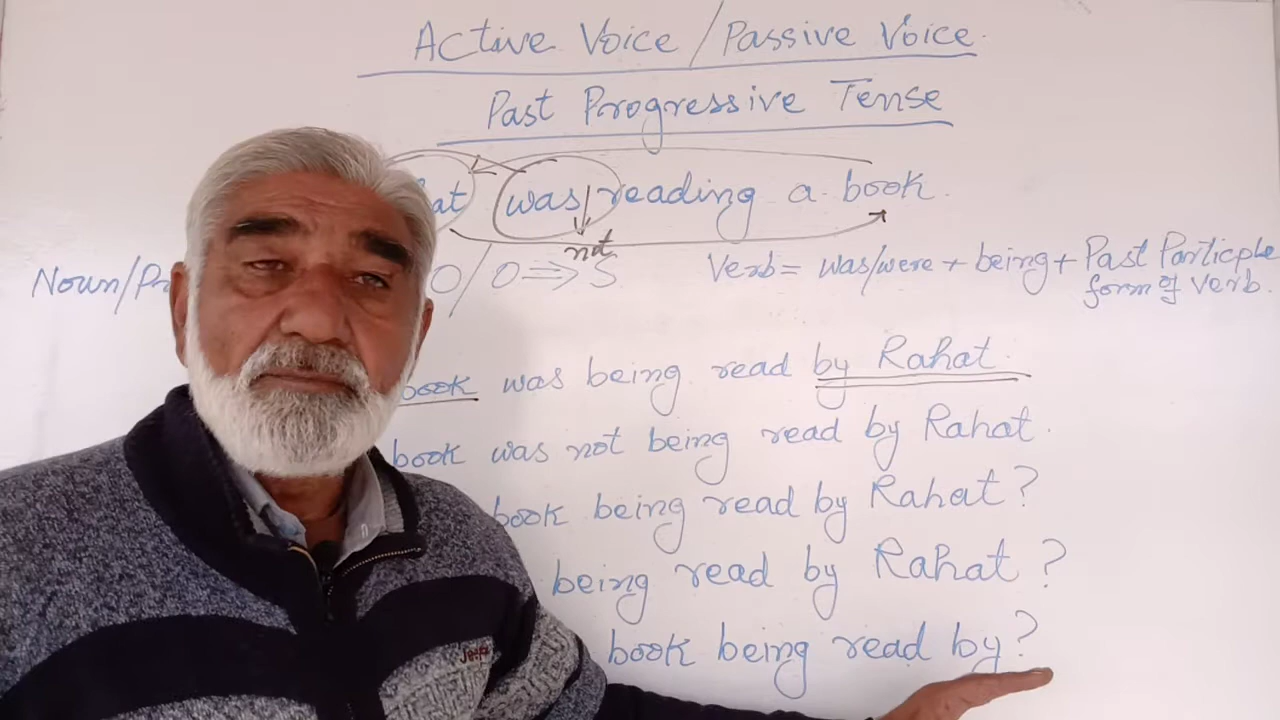 Active Voice / Passive Voice.
Past Progressive Tense
at was / reading a book.
not
Noun/Pr O / O ⇒ S Verb = was/were + being + Past Participle
form of Verb.
book was being read by Rahat.
book was not being read by Rahat.
book being read by Rahat?
being read by Rahat?
book being read by?